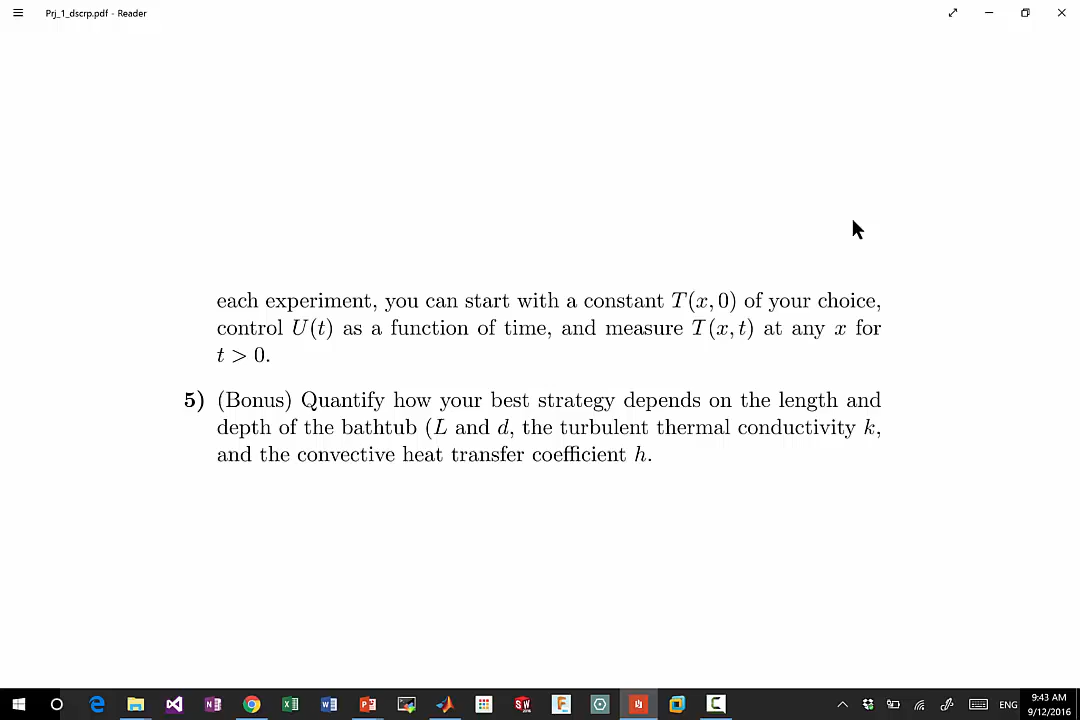 Prj_1_dscrp.pdf - Reader
each experiment, you can start with a constant T(x, 0) of your choice,
control U(t) as a function of time, and measure T(x, t) at any x for
t > 0.
5) (Bonus) Quantify how your best strategy depends on the length and
depth of the bathtub (L and d, the turbulent thermal conductivity k,
and the convective heat transfer coefficient h.
ENG
9:43 AM
9/12/2016